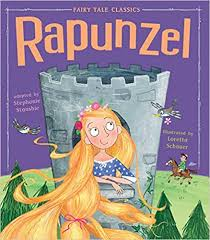 FAIRY TALE CLASSICS
Rapunzel
adapted by
Stephanie
Stansbie
illustrated by
Loretta
Schauer